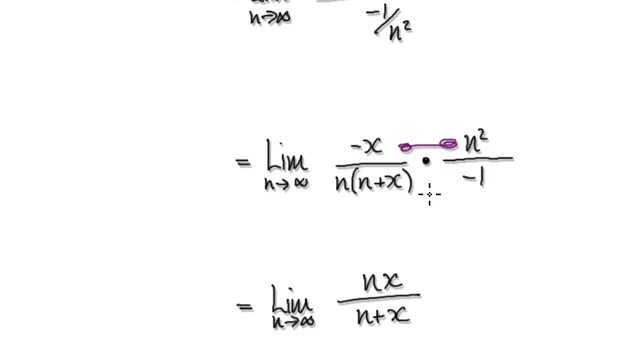 n→∞ -1/n²
= Lim n→∞ -x / n(n+x) · n² / -1
= Lim n→∞ nx / n+x